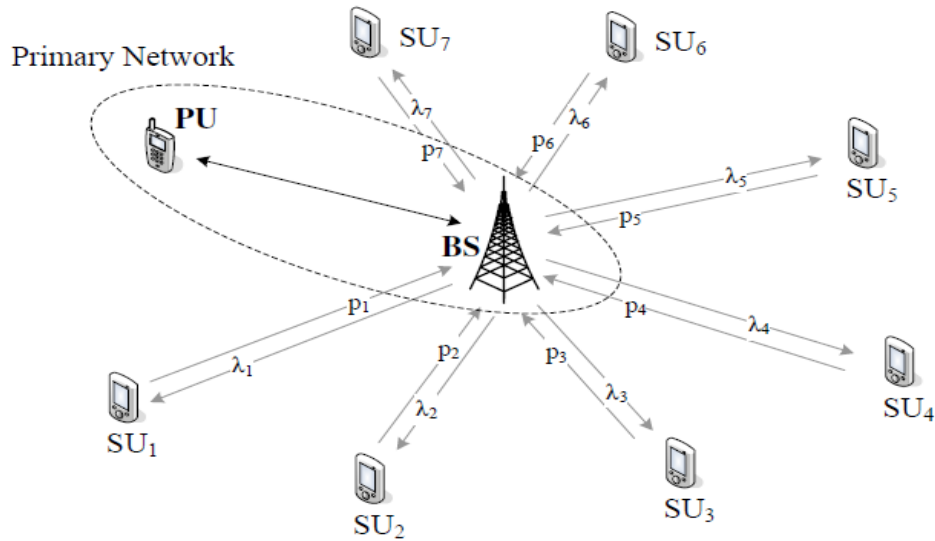 SU₇
SU₆
Primary Network
PU
λ₇
p₇
p₆
λ₆
λ₅
p₅
SU₅
BS
p₁
λ₁
p₂
λ₂
p₃
λ₃
p₄
λ₄
SU₄
SU₁
SU₂
SU₃